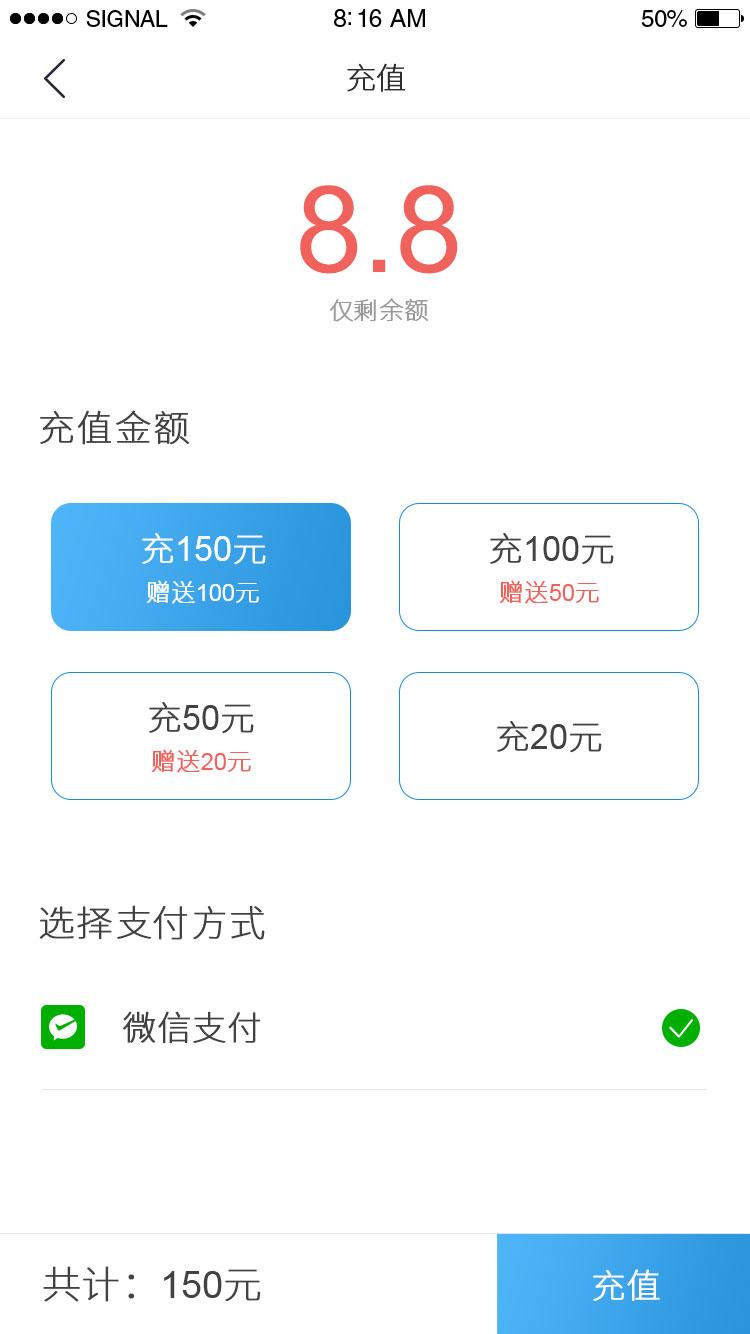 SIGNAL 8:16 AM 50%
充值
8.8
仅剩余额
充值金额
充150元
赠送100元
充100元
赠送50元
充50元
赠送20元
充20元
选择支付方式
微信支付
共计：150元
充值